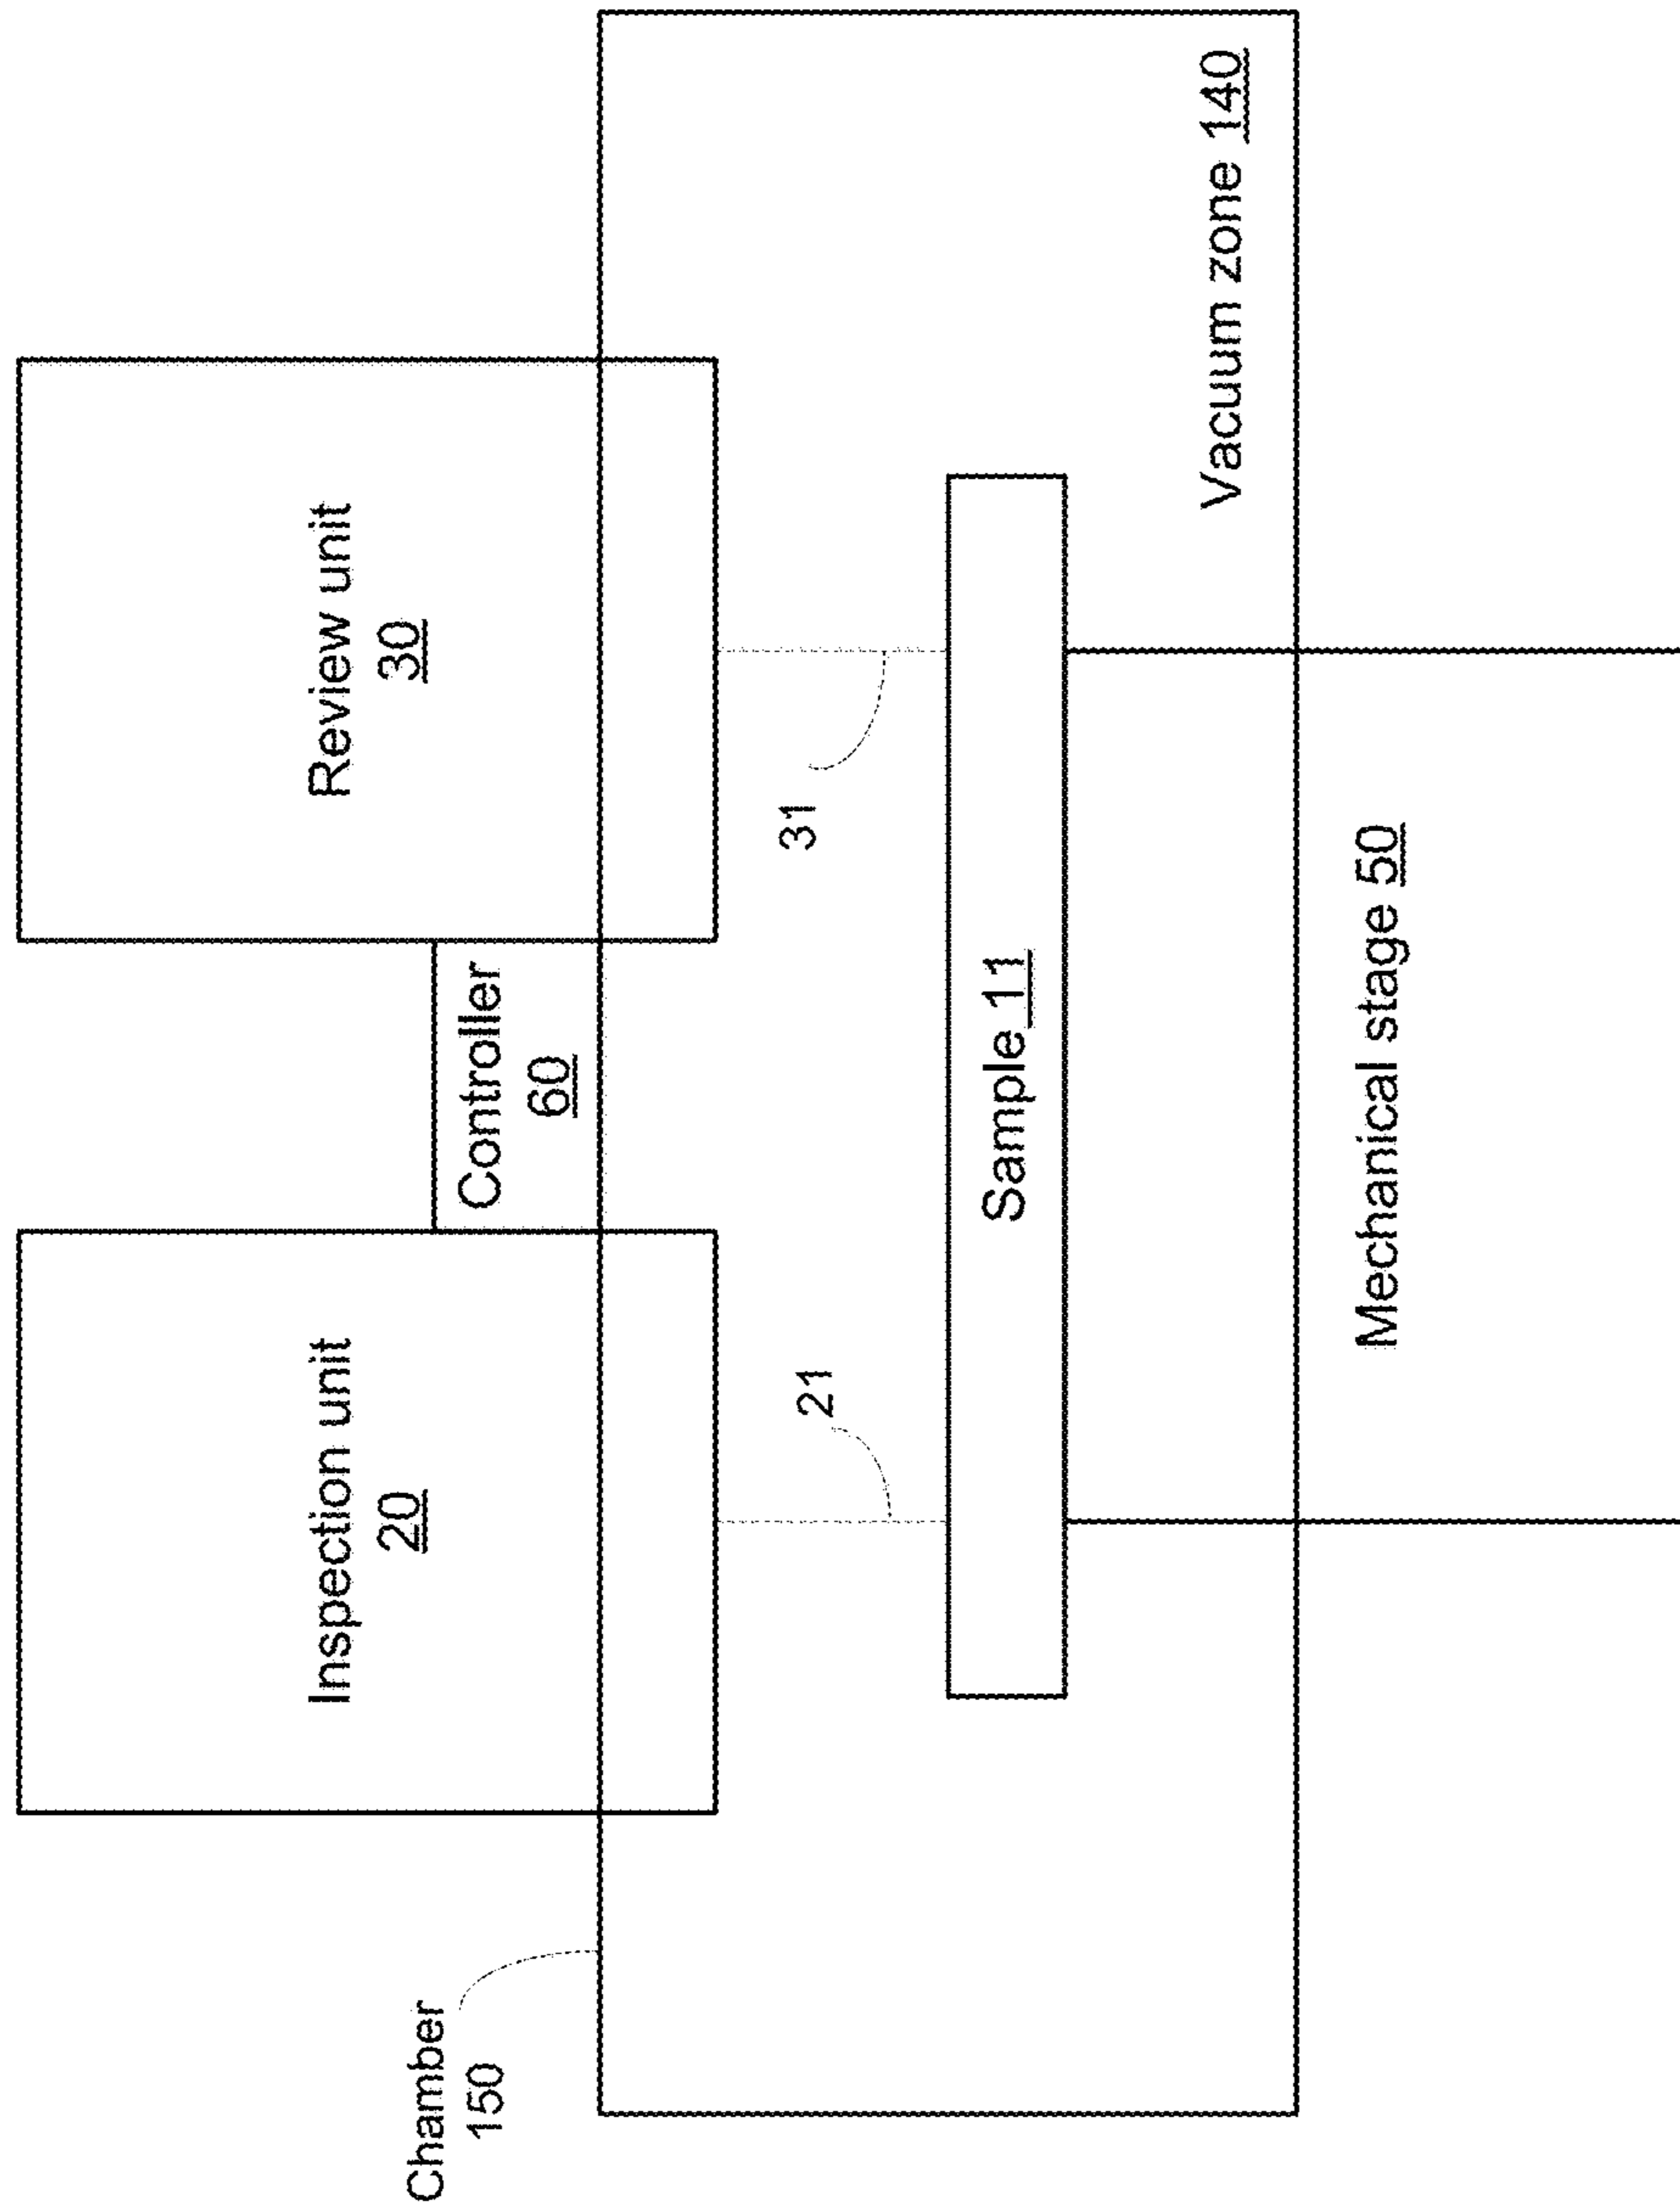 Inspection unit
20
Review unit
30
Controller
60
Chamber
150
21
31
Sample 11
Vacuum zone 140
Mechanical stage 50